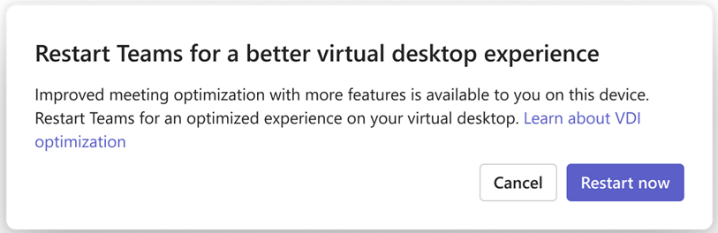 Restart Teams for a better virtual desktop experience
Improved meeting optimization with more features is available to you on this device.
Restart Teams for an optimized experience on your virtual desktop. Learn about VDI
optimization
Cancel
Restart now